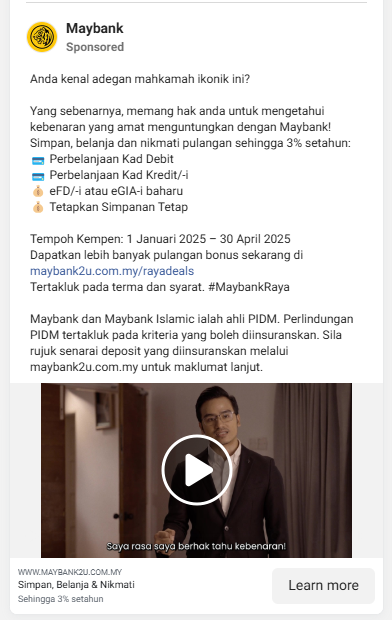 Maybank
Sponsored
Anda kenal adegan mahkamah ikonik ini?
Yang sebenarnya, memang hak anda untuk mengetahui
kebenaran yang amat menguntungkan dengan Maybank!
Simpan, belanja dan nikmati pulangan sehingga 3% setahun:
Perbelanjaan Kad Debit
Perbelanjaan Kad Kredit/-i
eFD/-i atau eGIA-i baharu
Tetapkan Simpanan Tetap
Tempoh Kempen: 1 Januari 2025 – 30 April 2025
Dapatkan lebih banyak pulangan bonus sekarang di
maybank2u.com.my/rayadeals
Tertakluk pada terma dan syarat. #MaybankRaya
Maybank dan Maybank Islamic ialah ahli PIDM. Perlindungan
PIDM tertakluk pada kriteria yang boleh diinsuranskan. Sila
rujuk senarai deposit yang diinsuranskan melalui
maybank2u.com.my untuk maklumat lanjut.
Saya rasa saya berhak tahu kebenaran!
WWW.MAYBANK2U.COM.MY
Simpan, Belanja & Nikmati
Sehingga 3% setahun
Learn more